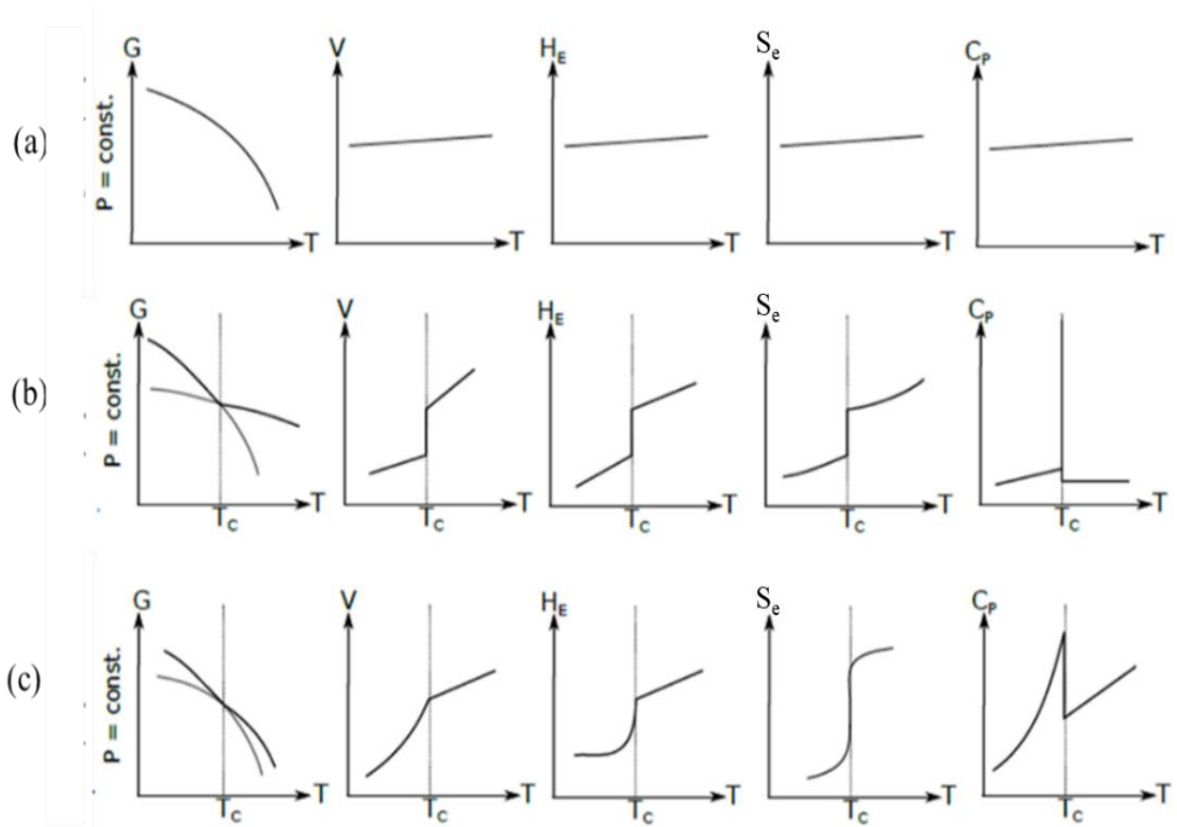 G V H_E S_e C_P
(a) P = const.
T T T T T
G V H_E S_e C_P
(b) P = const.
T T T T T
T_C T_C T_C T_C T_C
G V H_E S_e C_P
(c) P = const.
T T T T T
T_C T_C T_C T_C T_C